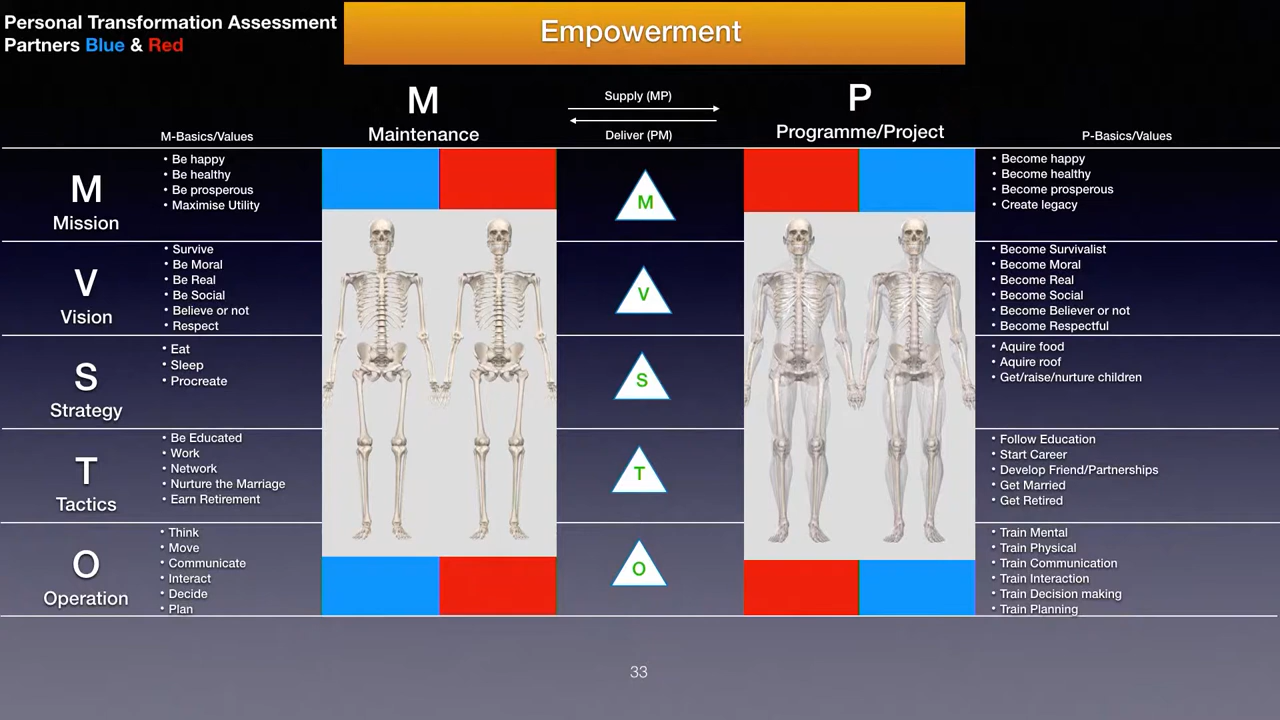 Personal Transformation Assessment
Partners Blue & Red
Empowerment
M
Maintenance
Supply (MP)
Deliver (PM)
P
Programme/Project
M-Basics/Values
P-Basics/Values
M
Mission
• Be happy
• Be healthy
• Be prosperous
• Maximise Utility
M
• Become happy
• Become healthy
• Become prosperous
• Create legacy
V
Vision
• Survive
• Be Moral
• Be Real
• Be Social
• Believe or not
• Respect
V
• Become Survivalist
• Become Moral
• Become Real
• Become Social
• Become Believer or not
• Become Respectful
S
Strategy
• Eat
• Sleep
• Procreate
S
• Aquire food
• Aquire roof
• Get/raise/nurture children
T
Tactics
• Be Educated
• Work
• Network
• Nurture the Marriage
• Earn Retirement
T
• Follow Education
• Start Career
• Develop Friend/Partnerships
• Get Married
• Get Retired
O
Operation
• Think
• Move
• Communicate
• Interact
• Decide
• Plan
O
• Train Mental
• Train Physical
• Train Communication
• Train Interaction
• Train Decision making
• Train Planning
33